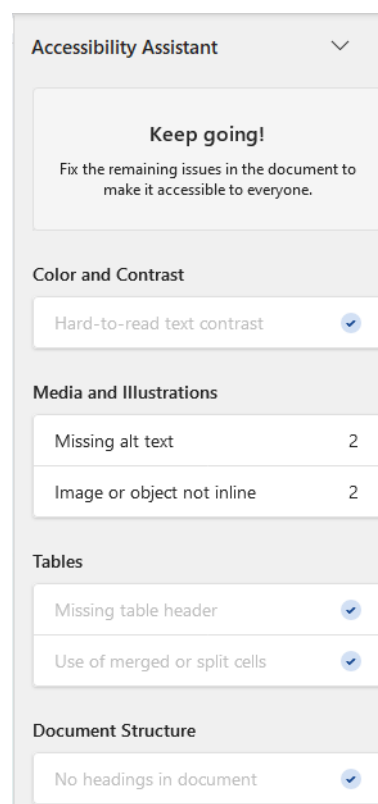 Accessibility Assistant
Keep going!
Fix the remaining issues in the document to
make it accessible to everyone.
Color and Contrast
Hard-to-read text contrast
Media and Illustrations
Missing alt text 2
Image or object not inline 2
Tables
Missing table header
Use of merged or split cells
Document Structure
No headings in document